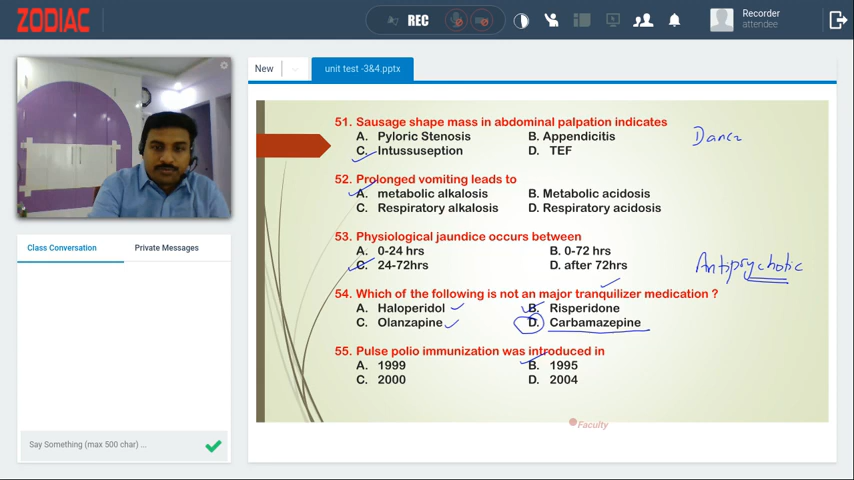 ZODIAC
REC
Recorder
attendee
New
unit test -3&4.pptx
51. Sausage shape mass in abdominal palpation indicates
A. Pyloric Stenosis B. Appendicitis
C. Intussuseption D. TEF
Danc
52. Prolonged vomiting leads to
A. metabolic alkalosis B. Metabolic acidosis
C. Respiratory alkalosis D. Respiratory acidosis
53. Physiological jaundice occurs between
A. 0-24 hrs B. 0-72 hrs
C. 24-72hrs D. after 72hrs
Antipsychotic
54. Which of the following is not an major tranquilizer medication ?
A. Haloperidol B. Risperidone
C. Olanzapine D. Carbamazepine
55. Pulse polio immunization was introduced in
A. 1999 B. 1995
C. 2000 D. 2004
Faculty
Class Conversation Private Messages
Say Something (max 500 char) ...